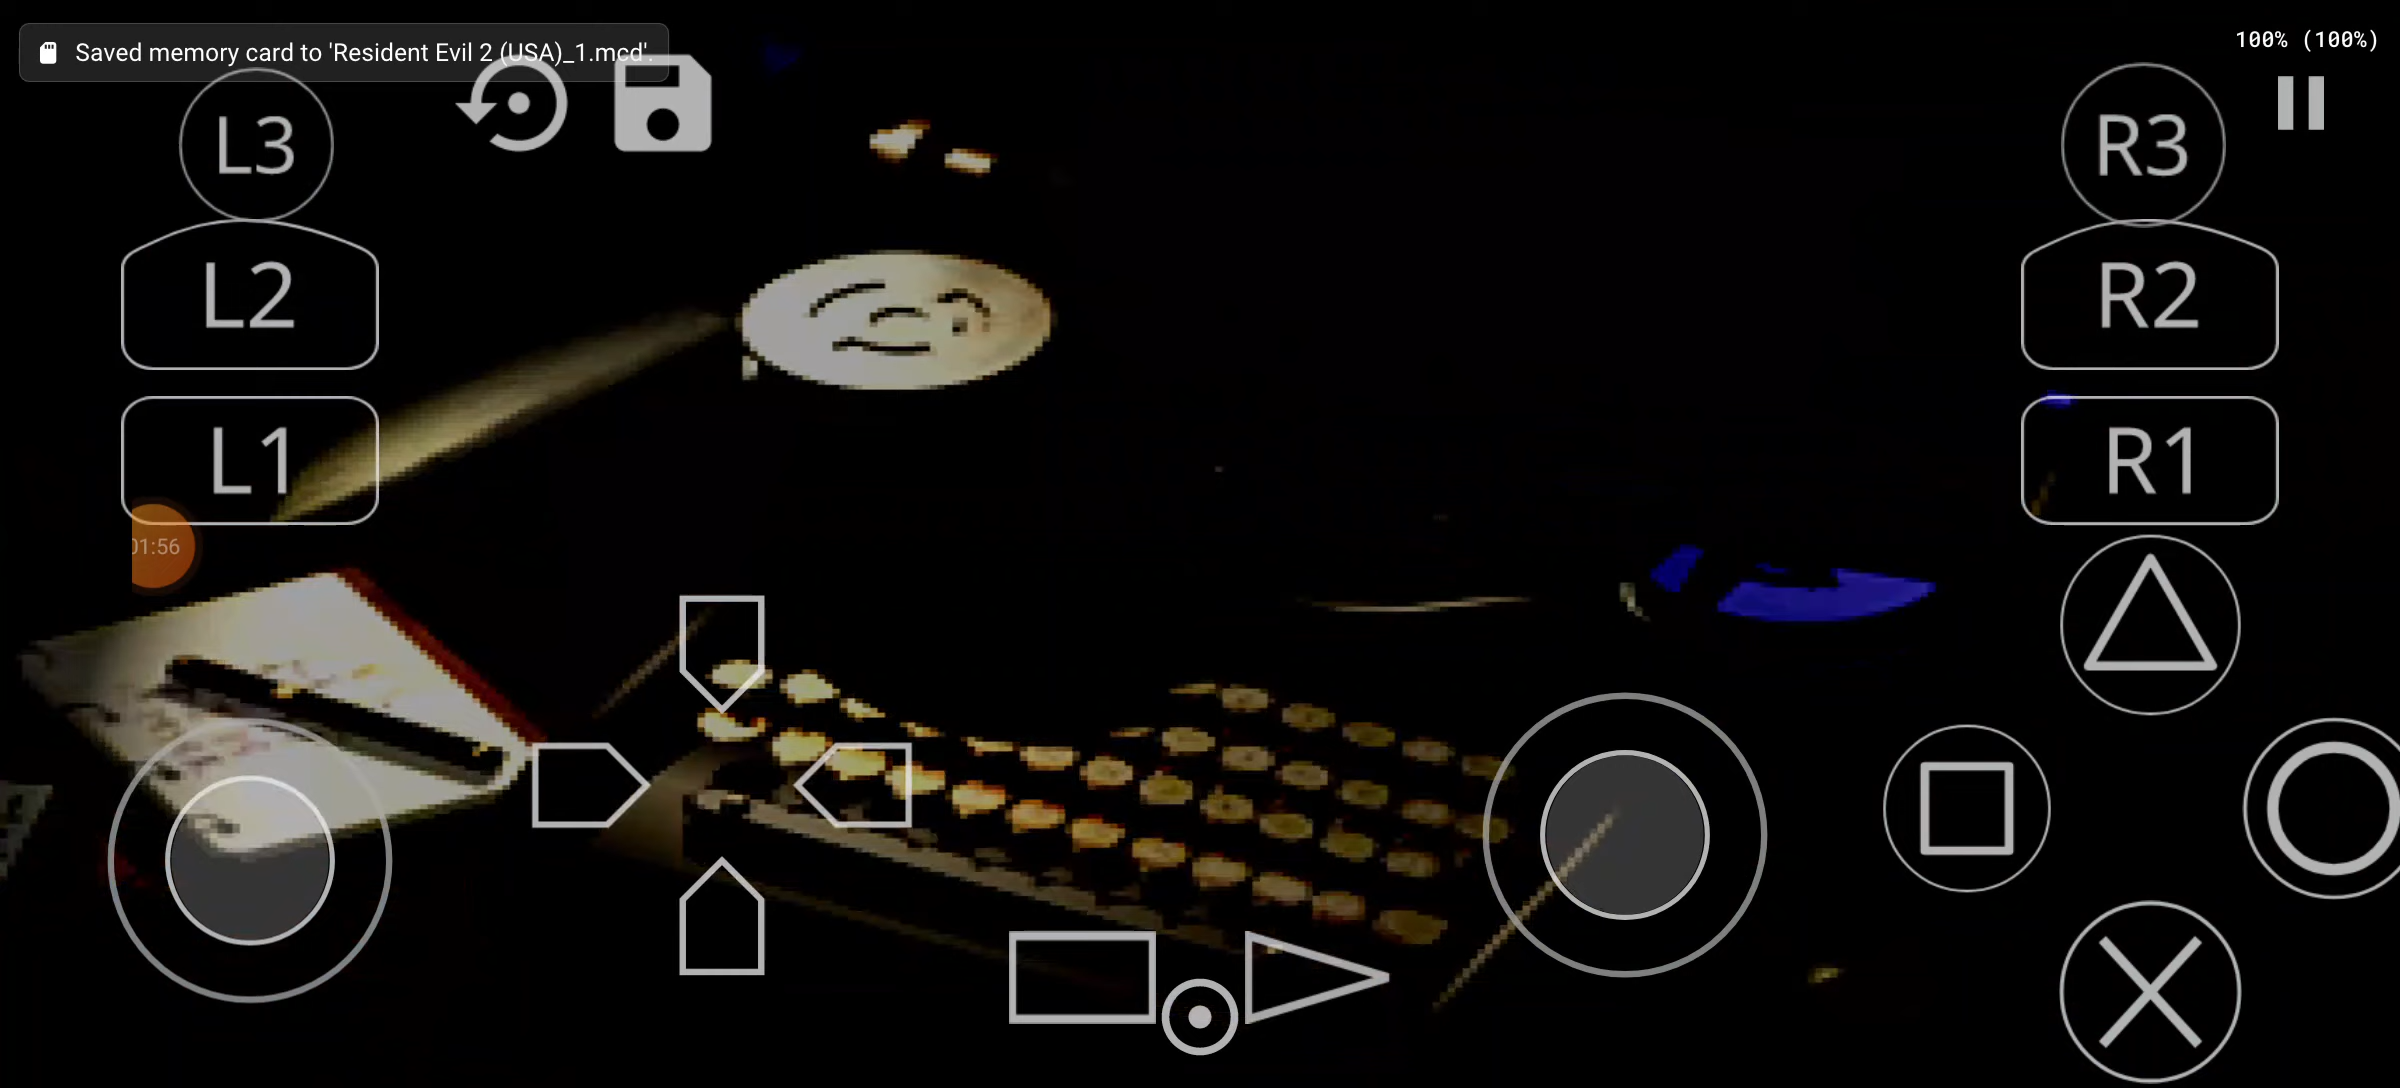 Saved memory card to 'Resident Evil 2 (USA)_1.mcd'.
100% (100%)
L3
R3
L2
R2
L1
R1
01:56